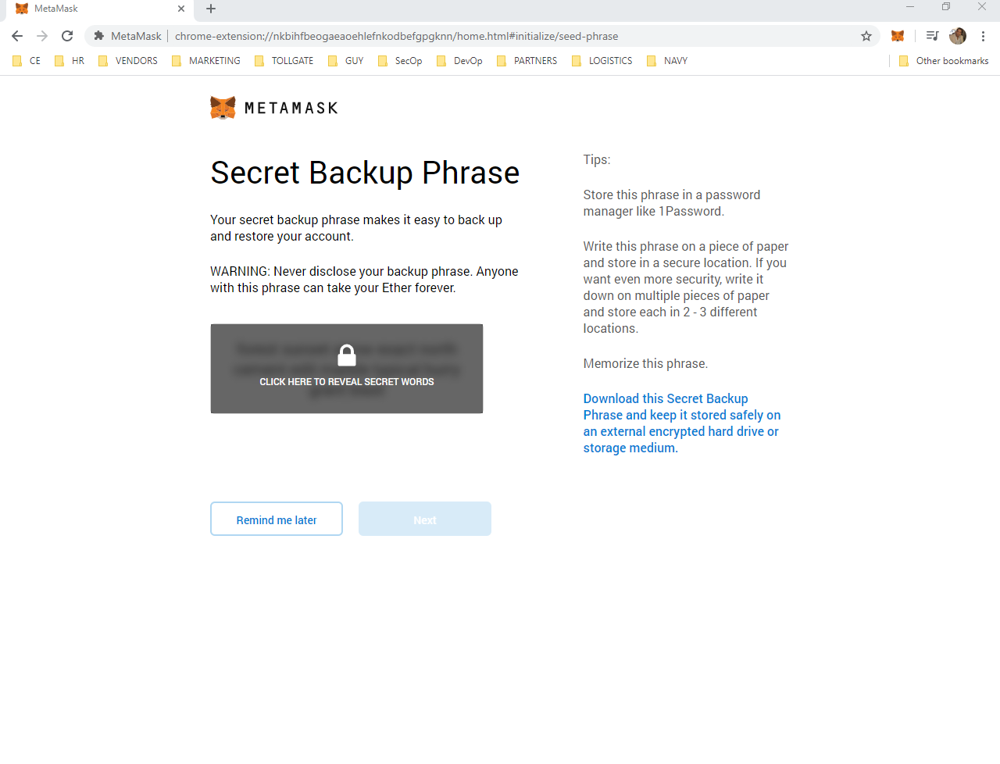 MetaMask
MetaMask chrome-extension://nkbihfbeogaeaoehlefnkodbefgpgknn/home.html#initialize/seed-phrase
CE HR VENDORS MARKETING TOLLGATE GUY SecOp DevOp PARTNERS LOGISTICS NAVY Other bookmarks
METAMASK
Secret Backup Phrase
Your secret backup phrase makes it easy to back up
and restore your account.
WARNING: Never disclose your backup phrase. Anyone
with this phrase can take your Ether forever.
CLICK HERE TO REVEAL SECRET WORDS
Remind me later
Next
Tips:
Store this phrase in a password
manager like 1Password.
Write this phrase on a piece of paper
and store in a secure location. If you
want even more security, write it
down on multiple pieces of paper
and store each in 2 - 3 different
locations.
Memorize this phrase.
Download this Secret Backup
Phrase and keep it stored safely on
an external encrypted hard drive or
storage medium.